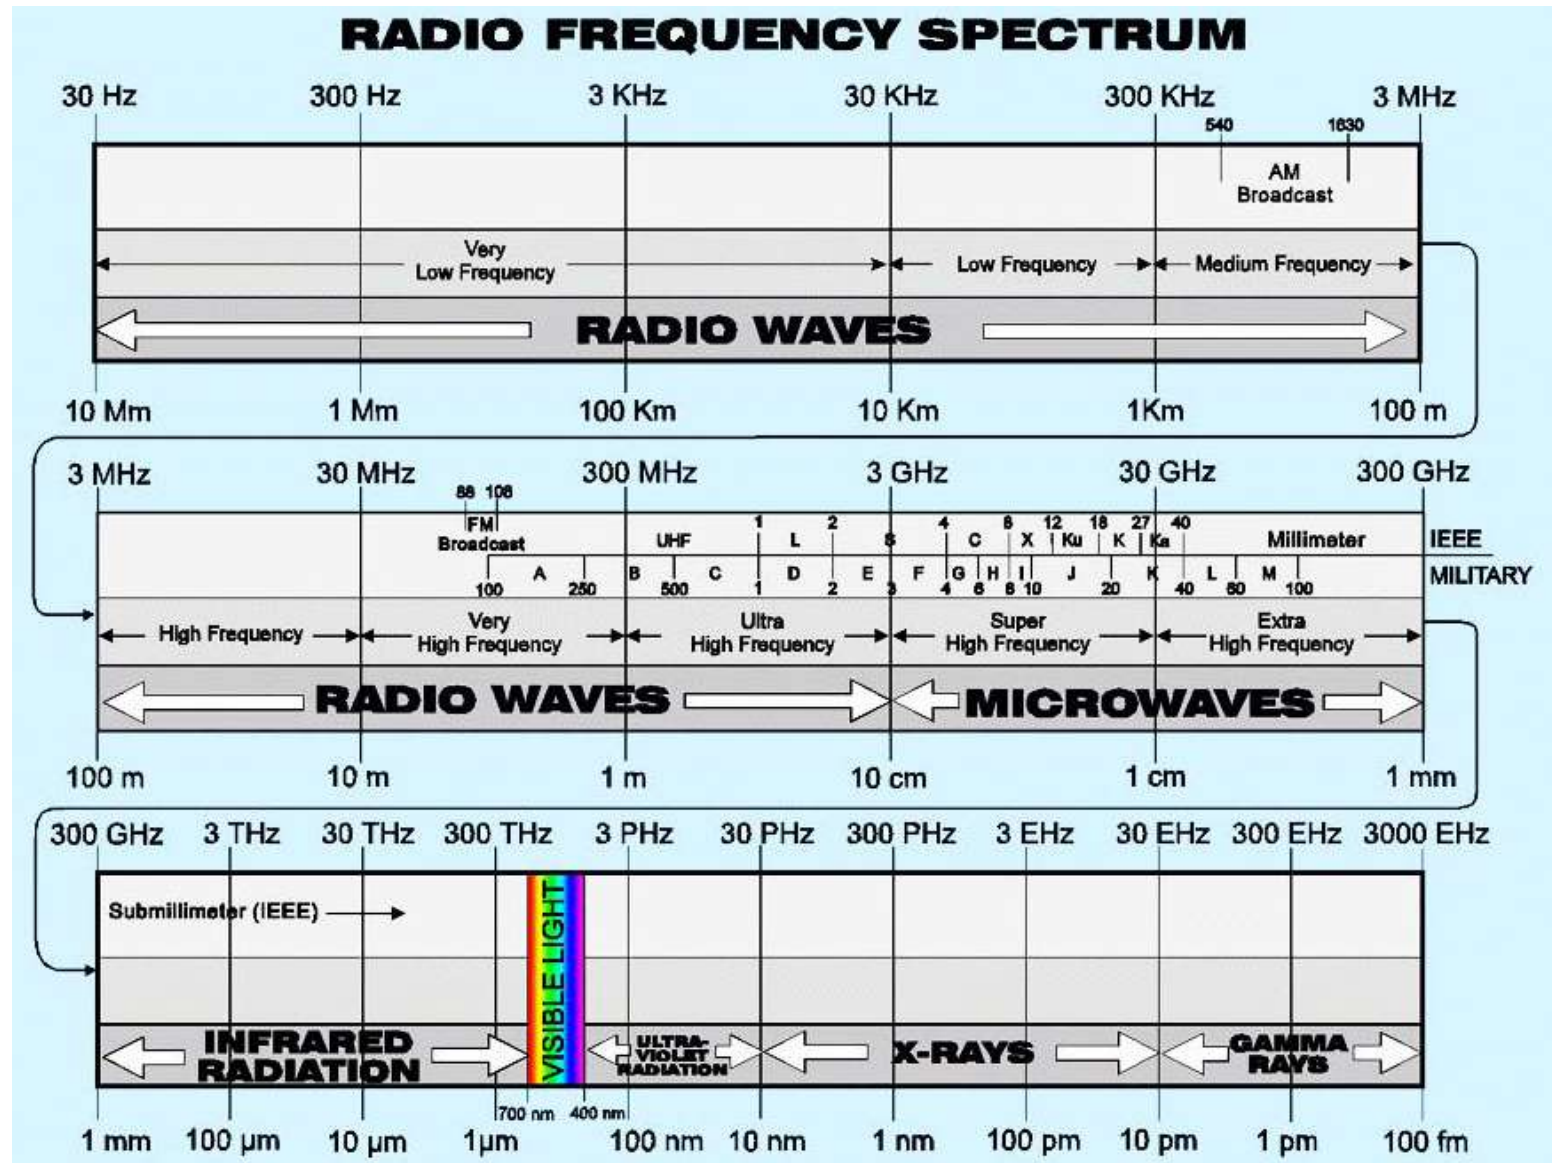 RADIO FREQUENCY SPECTRUM
30 Hz 300 Hz 3 KHz 30 KHz 300 KHz 3 MHz
540 1630
AM
Broadcast
Very
Low Frequency Low Frequency Medium Frequency
RADIO WAVES
10 Mm 1 Mm 100 Km 10 Km 1Km 100 m
3 MHz 30 MHz 300 MHz 3 GHz 30 GHz 300 GHz
88 108
FM
Broadcast
1 2 4 8 12 18 27 40
UHF L S C X Ku K Ka Millimeter IEEE
A B C D E F G H I J K L M MILITARY
100 250 500 1 2 3 4 6 8 10 20 40 60 100
High Frequency
Very
High Frequency
Ultra
High Frequency
Super
High Frequency
Extra
High Frequency
RADIO WAVES MICROWAVES
100 m 10 m 1 m 10 cm 1 cm 1 mm
300 GHz 3 THz 30 THz 300 THz 3 PHz 30 PHz 300 PHz 3 EHz 30 EHz 300 EHz 3000 EHz
Submillimeter (IEEE)
VISIBLE LIGHT
INFRARED
RADIATION
ULTRA-
VIOLET
RADIATION
X-RAYS
GAMMA
RAYS
700 nm 400 nm
1 mm 100 µm 10 µm 1µm 100 nm 10 nm 1 nm 100 pm 10 pm 1 pm 100 fm